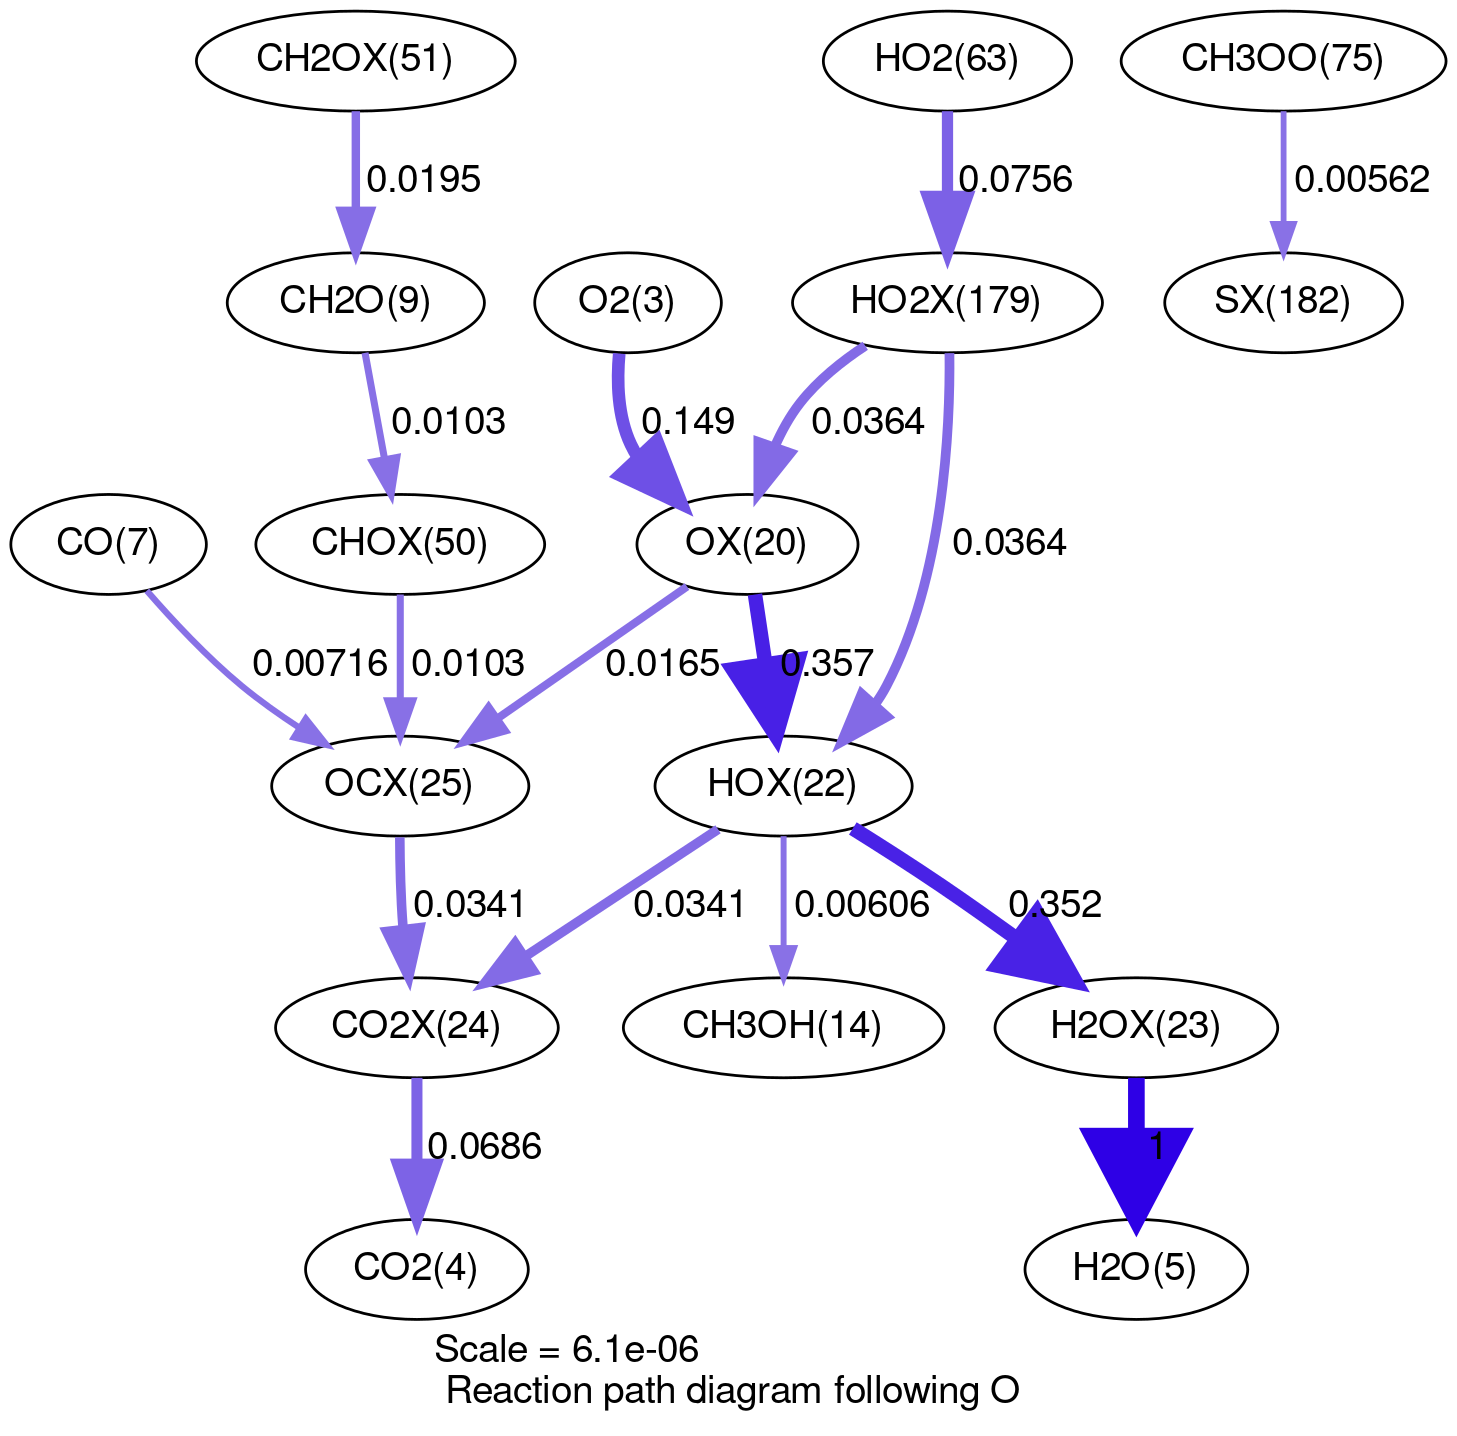 CH2OX(51)
HO2(63)
CH3OO(75)
0.0195
0.0756
0.00562
CH2O(9)
O2(3)
HO2X(179)
SX(182)
0.0103
0.149
0.0364
CO(7)
CHOX(50)
OX(20)
0.0364
0.00716
0.0103
0.0165
0.357
OCX(25)
HOX(22)
0.0341
0.0341
0.00606
0.352
CO2X(24)
CH3OH(14)
H2OX(23)
0.0686
1
CO2(4)
H2O(5)
Scale = 6.1e-06
Reaction path diagram following O